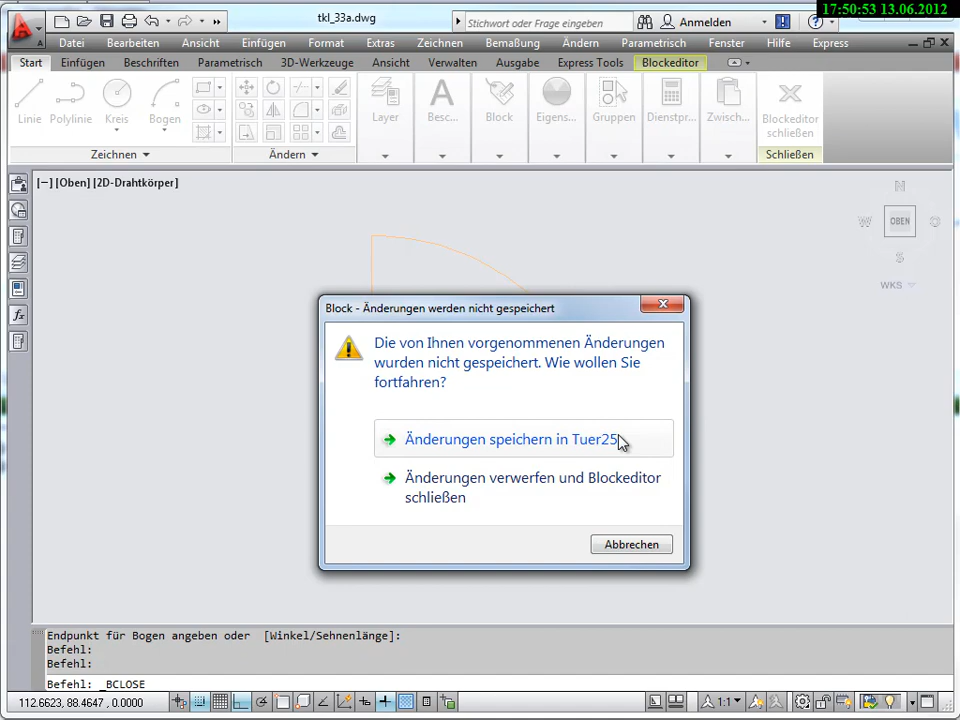 17:50:53 13.06.2012
tkl_33a.dwg
Stichwort oder Frage eingeben
Anmelden
Datei Bearbeiten Ansicht Einfügen Format Extras Zeichnen Bemaßung Ändern Parametrisch Fenster Hilfe Express
Start Einfügen Beschriften Parametrisch 3D-Werkzeuge Ansicht Verwalten Ausgabe Express Tools Blockeditor
Linie Polylinie Kreis Bogen Layer Besc... Block Eigens... Gruppen Dienstpr... Zwisch... Blockeditor
schließen
Zeichnen Ändern Schließen
[−] [Oben] [2D-Drahtkörper]
N
W OBEN O
S
WKS
Block - Änderungen werden nicht gespeichert
Die von Ihnen vorgenommenen Änderungen
wurden nicht gespeichert. Wie wollen Sie
fortfahren?
Änderungen speichern in Tuer25
Änderungen verwerfen und Blockeditor
schließen
Abbrechen
Endpunkt für Bogen angeben oder [Winkel/Sehnenlänge]:
Befehl:
Befehl:
Befehl: _BCLOSE
112.6623, 88.4647, 0.0000
1:1